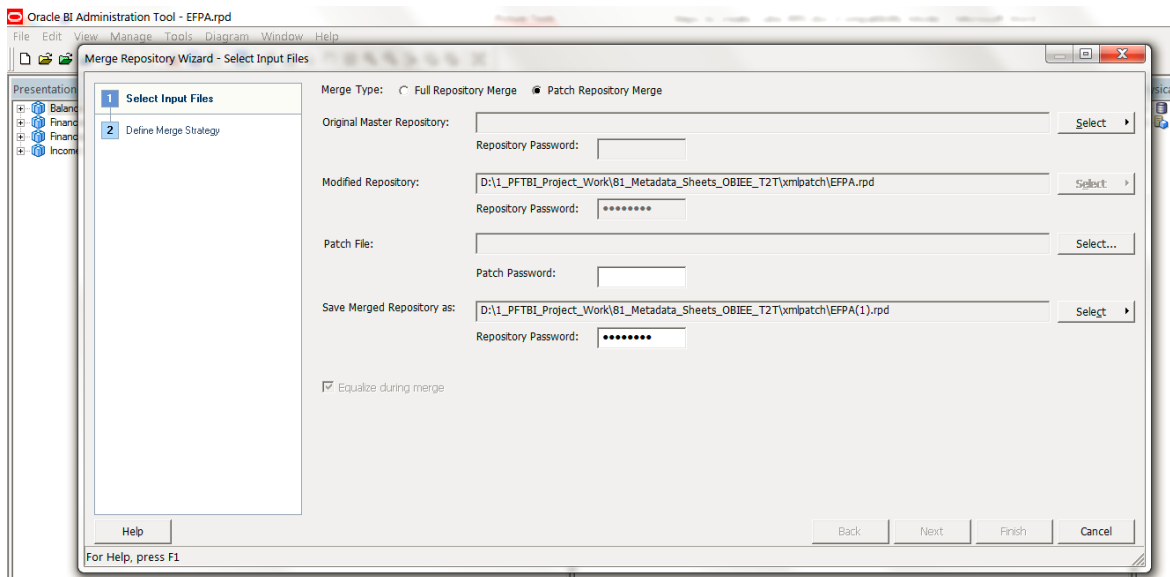 Oracle BI Administration Tool - EFPA.rpd
File Edit View Manage Tools Diagram Window Help
Merge Repository Wizard - Select Input Files
Presentation
Balanc
Financ
Financ
Incom
1 Select Input Files
2 Define Merge Strategy
Merge Type: Full Repository Merge Patch Repository Merge
Original Master Repository: Select
Repository Password:
Modified Repository: D:\1_PFTBI_Project_Work\81_Metadata_Sheets_OBIEE_T2T\xmlpatch\EFPA.rpd Select
Repository Password: ••••••••
Patch File: Select...
Patch Password:
Save Merged Repository as: D:\1_PFTBI_Project_Work\81_Metadata_Sheets_OBIEE_T2T\xmlpatch\EFPA(1).rpd Select
Repository Password: ••••••••
Equalize during merge
Help Back Next Finish Cancel
For Help, press F1